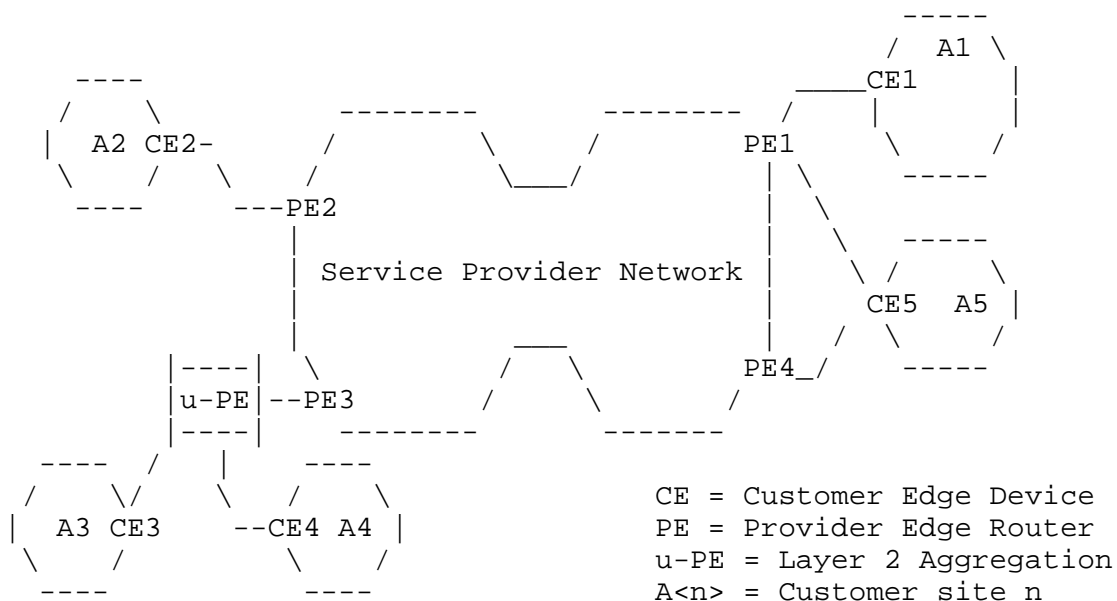 A1
CE1
A2 CE2
PE1
PE2
Service Provider Network
CE5 A5
PE4
u-PE PE3
A3 CE3 CE4 A4
CE = Customer Edge Device
PE = Provider Edge Router
u-PE = Layer 2 Aggregation
A<n> = Customer site n